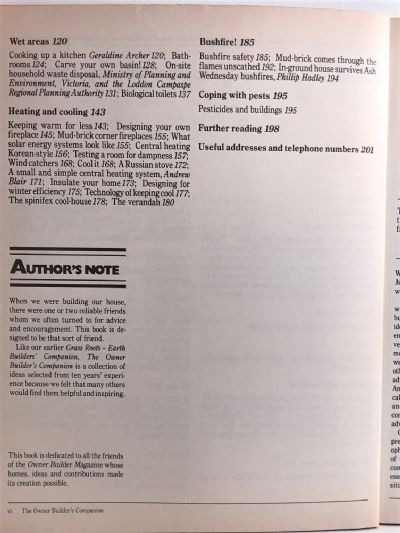 Wet areas 120
Cooking up a kitchen Geraldine Archer 120; Bath-
rooms 124; Carve your own basin! 128; On-site
household waste disposal, Ministry of Planning and
Environment, Victoria, and the Loddon Campaspe
Regional Planning Authority 131; Biological toilets 137
Heating and cooling 143
Keeping warm for less 143; Designing your own
fireplace 145; Mud-brick corner fireplaces 155; What
solar energy systems look like 155; Central heating
Korean-style 156; Testing a room for dampness 157;
Wind catchers 168; Cool it 168; A Russian stove 172;
A small and simple central heating system, Andrew
Blair 171; Insulate your home 173; Designing for
winter efficiency 175; Technology of keeping cool 177;
The spinifex cool-house 178; The verandah 180
AUTHOR'S NOTE
When we were building our house,
there were one or two reliable friends
whom we often turned to for advice
and encouragement. This book is de-
signed to be that sort of friend.
Like our earlier Grass Roots - Earth
Builders' Companion, The Owner
Builder's Companion is a collection of
ideas selected from ten years' experi-
ence because we felt that many others
would find them helpful and inspiring.
This book is dedicated to all the friends
of the Owner Builder Magazine whose
homes, ideas and contributions made
its creation possible.
vi The Owner Builder's Companion
Bushfire! 185
Bushfire safety 185; Mud-brick comes through the
flames unscathed 192; In-ground house survives Ash
Wednesday bushfires, Phillip Hadley 194
Coping with pests 195
Pesticides and buildings 195
Further reading 198
Useful addresses and telephone numbers 201